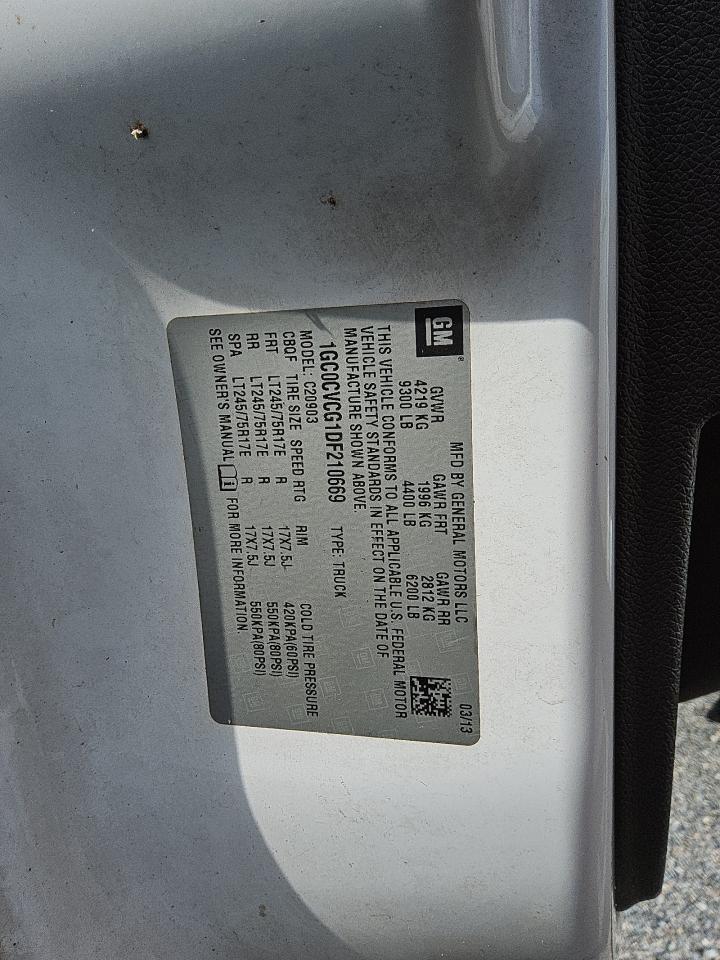 GM ®
MFD BY GENERAL MOTORS LLC 03/13
GVWR GAWR FRT GAWR RR
4219 KG 1996 KG 2812 KG
9300 LB 4400 LB 6200 LB
THIS VEHICLE CONFORMS TO ALL APPLICABLE U.S. FEDERAL MOTOR
VEHICLE SAFETY STANDARDS IN EFFECT ON THE DATE OF
MANUFACTURE SHOWN ABOVE.
1GC0CVCG1DF210669 TYPE: TRUCK
MODEL: C20903
CBQF TIRE SIZE SPEED RTG RIM COLD TIRE PRESSURE
FRT LT245/75R17E R 17X7.5J 420KPA(60PSI)
RR LT245/75R17E R 17X7.5J 550KPA(80PSI)
SPA LT245/75R17E R 17X7.5J 550KPA(80PSI)
SEE OWNER'S MANUAL FOR MORE INFORMATION.